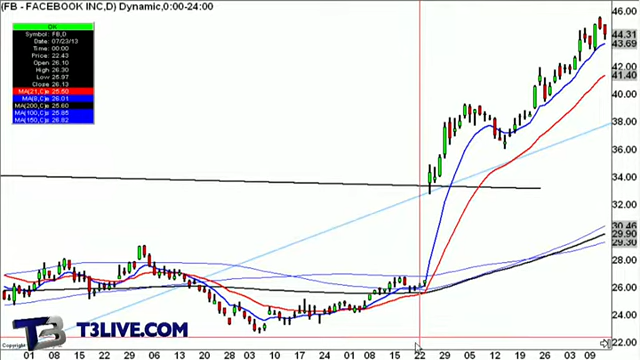 (FB - FACEBOOK INC,D) Dynamic,0:00-24:00
OK
Symbol: FB,D
Date: 07/23/13
Time: 00:00
Price: 22.43
Open: 26.10
High: 26.30
Low: 25.97
Close: 26.13
MA(21,C)= 25.50
MA(8,C)= 26.01
MA(200,C)= 25.60
MA(100,C)= 25.85
MA(150,C)= 26.82
46.00
44.31
43.69
42.00
41.40
40.00
38.00
36.00
34.00
32.00
30.46
29.90
29.30
28.00
26.00
24.00
22.00
T3 T3LIVE.COM
Copyright
01 08 15 22 28 03 10 17 24 01 08 15 22 29 05 12 19 26 03 09